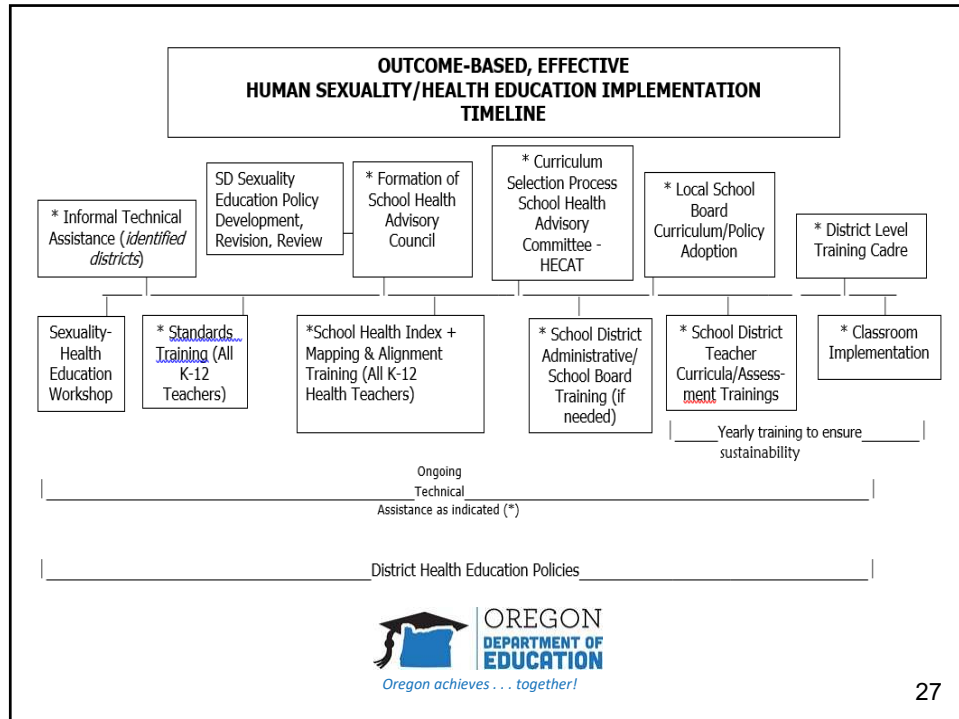 OUTCOME-BASED, EFFECTIVE
HUMAN SEXUALITY/HEALTH EDUCATION IMPLEMENTATION
TIMELINE
* Informal Technical
Assistance (identified
districts)
SD Sexuality
Education Policy
Development,
Revision, Review
* Formation of
School Health
Advisory
Council
* Curriculum
Selection Process
School Health
Advisory
Committee -
HECAT
* Local School
Board
Curriculum/Policy
Adoption
* District Level
Training Cadre
Sexuality-
Health
Education
Workshop
* Standards
Training (All
K-12
Teachers)
*School Health Index +
Mapping & Alignment
Training (All K-12
Health Teachers)
* School District
Administrative/
School Board
Training (if
needed)
* School District
Teacher
Curricula/Assess-
ment Trainings
* Classroom
Implementation
Yearly training to ensure
sustainability
Ongoing
Technical
Assistance as indicated (*)
District Health Education Policies
OREGON
DEPARTMENT OF
EDUCATION
Oregon achieves . . . together!
27